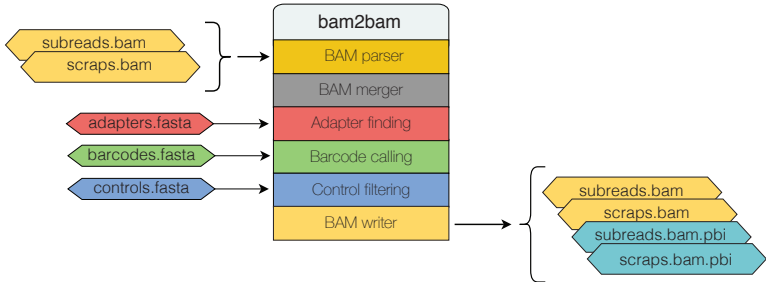 bam2bam
subreads.bam
scraps.bam
BAM parser
BAM merger
adapters.fasta
Adapter finding
barcodes.fasta
Barcode calling
controls.fasta
Control filtering
BAM writer
subreads.bam
scraps.bam
subreads.bam.pbi
scraps.bam.pbi